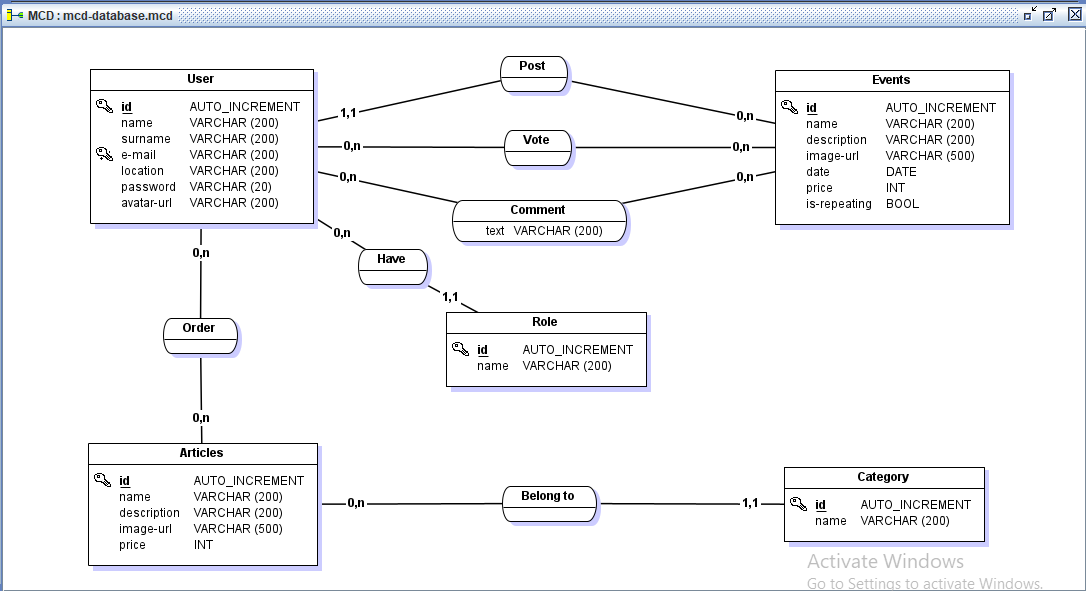 MCD : mcd-database.mcd
User
id AUTO_INCREMENT
name VARCHAR (200)
surname VARCHAR (200)
e-mail VARCHAR (200)
location VARCHAR (200)
password VARCHAR (20)
avatar-url VARCHAR (200)
Post
1,1
0,n
Vote
0,n
0,n
0,n
0,n
Comment
text VARCHAR (200)
Events
id AUTO_INCREMENT
name VARCHAR (200)
description VARCHAR (200)
image-url VARCHAR (500)
date DATE
price INT
is-repeating BOOL
0,n
Have
1,1
Role
id AUTO_INCREMENT
name VARCHAR (200)
0,n
Order
0,n
Articles
id AUTO_INCREMENT
name VARCHAR (200)
description VARCHAR (200)
image-url VARCHAR (500)
price INT
0,n
Belong to
1,1
Category
id AUTO_INCREMENT
name VARCHAR (200)
Activate Windows
Go to Settings to activate Windows.